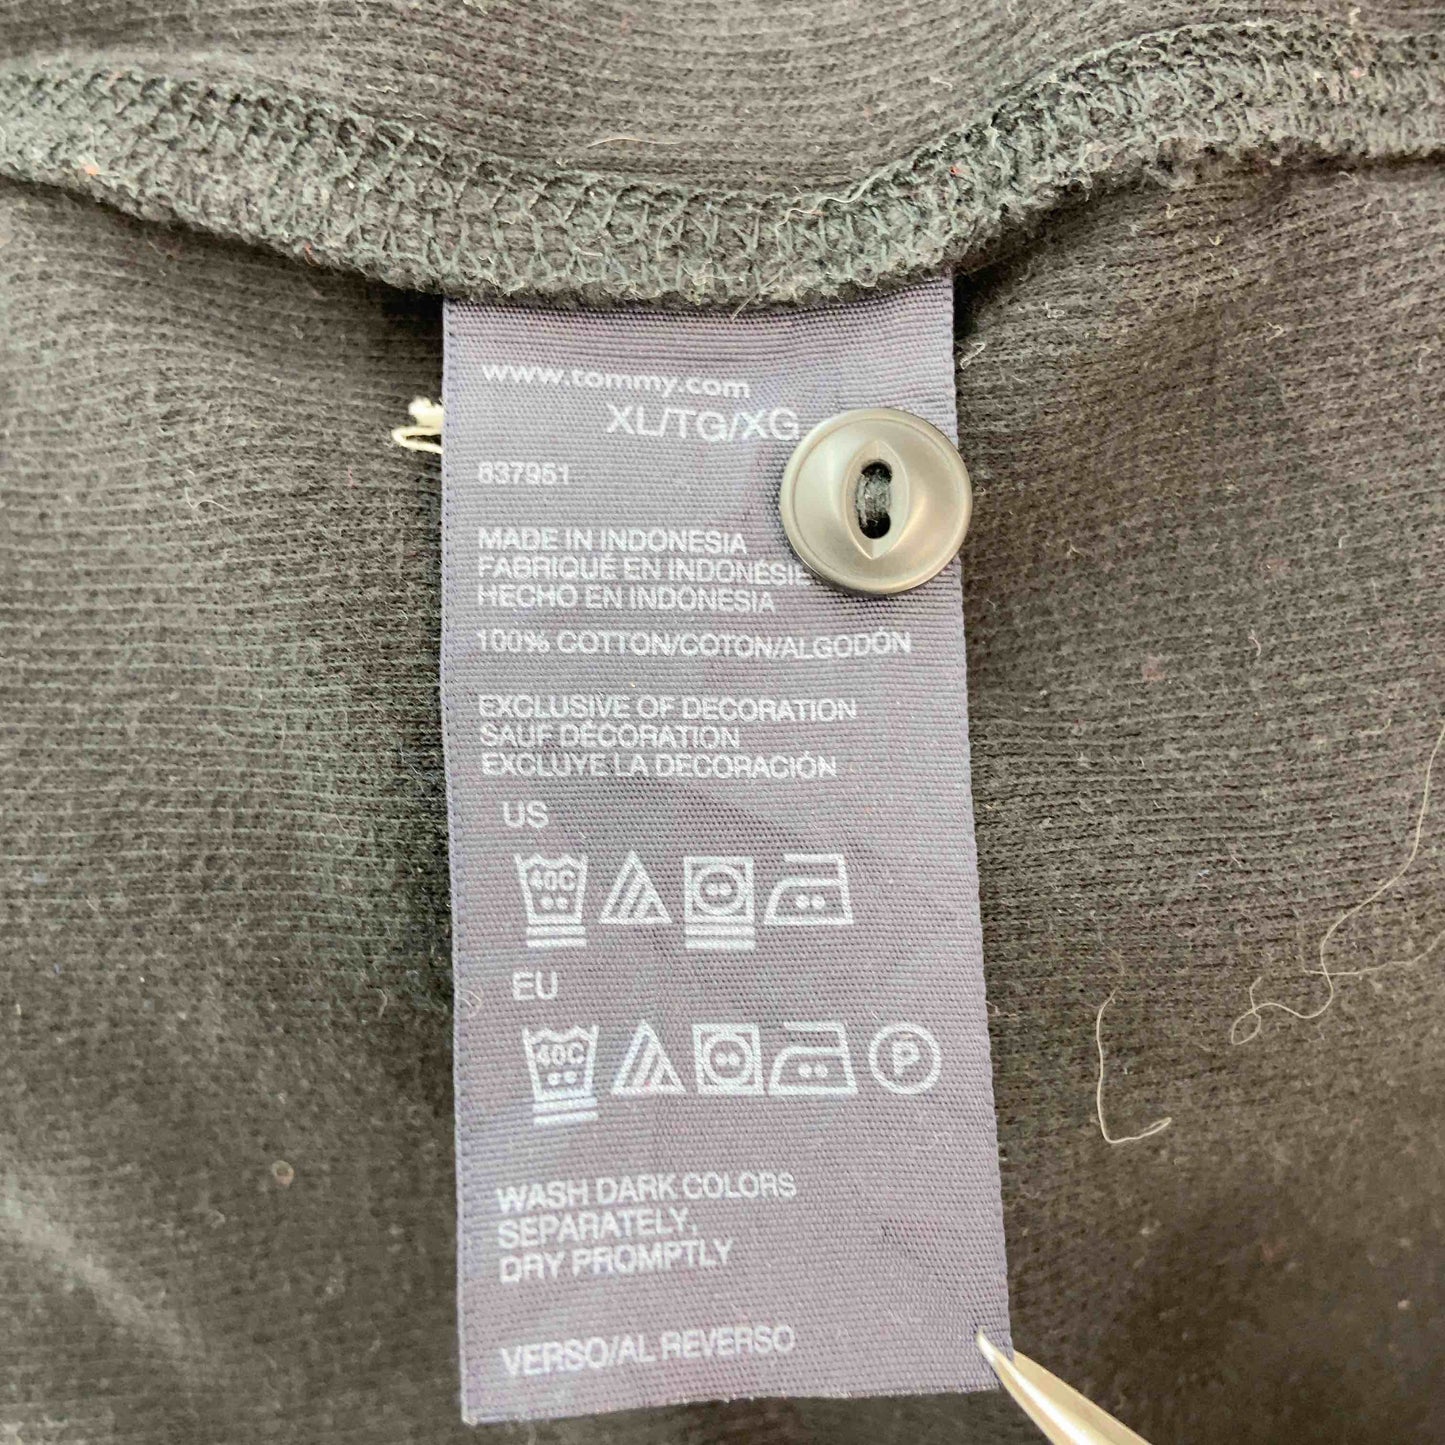 www.tommy.com
XL/TG/XG
637951
MADE IN INDONESIA
FABRIQUÉ EN INDONÉSIE
HECHO EN INDONESIA
100% COTTON/COTON/ALGODÓN
EXCLUSIVE OF DECORATION
SAUF DÉCORATION
EXCLUYE LA DECORACIÓN
US
40C
EU
40C P
WASH DARK COLORS
SEPARATELY,
DRY PROMPTLY
VERSO/AL REVERSO